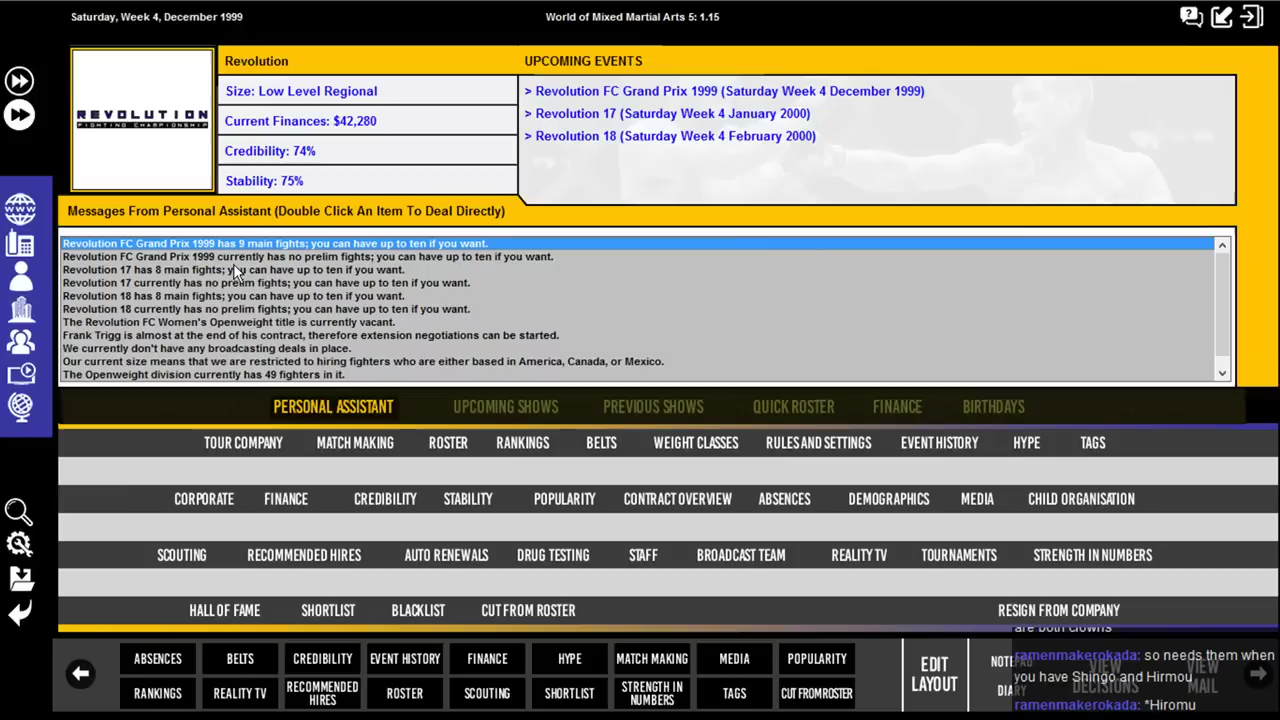 Saturday, Week 4, December 1999
World of Mixed Martial Arts 5: 1.15
REVOLUTION
FIGHTING CHAMPIONSHIP
Revolution
Size: Low Level Regional
Current Finances: $42,280
Credibility: 74%
Stability: 75%
UPCOMING EVENTS
> Revolution FC Grand Prix 1999 (Saturday Week 4 December 1999)
> Revolution 17 (Saturday Week 4 January 2000)
> Revolution 18 (Saturday Week 4 February 2000)
Messages From Personal Assistant (Double Click An Item To Deal Directly)
Revolution FC Grand Prix 1999 has 9 main fights; you can have up to ten if you want.
Revolution FC Grand Prix 1999 currently has no prelim fights; you can have up to ten if you want.
Revolution 17 has 8 main fights; you can have up to ten if you want.
Revolution 17 currently has no prelim fights; you can have up to ten if you want.
Revolution 18 has 8 main fights; you can have up to ten if you want.
Revolution 18 currently has no prelim fights; you can have up to ten if you want.
The Revolution FC Women's Openweight title is currently vacant.
Frank Trigg is almost at the end of his contract, therefore extension negotiations can be started.
We currently don't have any broadcasting deals in place.
Our current size means that we are restricted to hiring fighters who are either based in America, Canada, or Mexico.
The Openweight division currently has 49 fighters in it.
WWW
PERSONAL ASSISTANT UPCOMING SHOWS PREVIOUS SHOWS QUICK ROSTER FINANCE BIRTHDAYS
TOUR COMPANY MATCH MAKING ROSTER RANKINGS BELTS WEIGHT CLASSES RULES AND SETTINGS EVENT HISTORY HYPE TAGS
CORPORATE FINANCE CREDIBILITY STABILITY POPULARITY CONTRACT OVERVIEW ABSENCES DEMOGRAPHICS MEDIA CHILD ORGANISATION
SCOUTING RECOMMENDED HIRES AUTO RENEWALS DRUG TESTING STAFF BROADCAST TEAM REALITY TV TOURNAMENTS STRENGTH IN NUMBERS
HALL OF FAME SHORTLIST BLACKLIST CUT FROM ROSTER RESIGN FROM COMPANY
ABSENCES BELTS CREDIBILITY EVENT HISTORY FINANCE HYPE MATCH MAKING MEDIA POPULARITY
RANKINGS REALITY TV RECOMMENDED HIRES ROSTER SCOUTING SHORTLIST STRENGTH IN NUMBERS TAGS CUT FROM ROSTER
EDIT LAYOUT
VIEW DECISIONS
VIEW MAIL
are both clowns
ramenmakerokada: so needs them when
you have Shingo and Hirmou
ramenmakerokada: *Hiromu